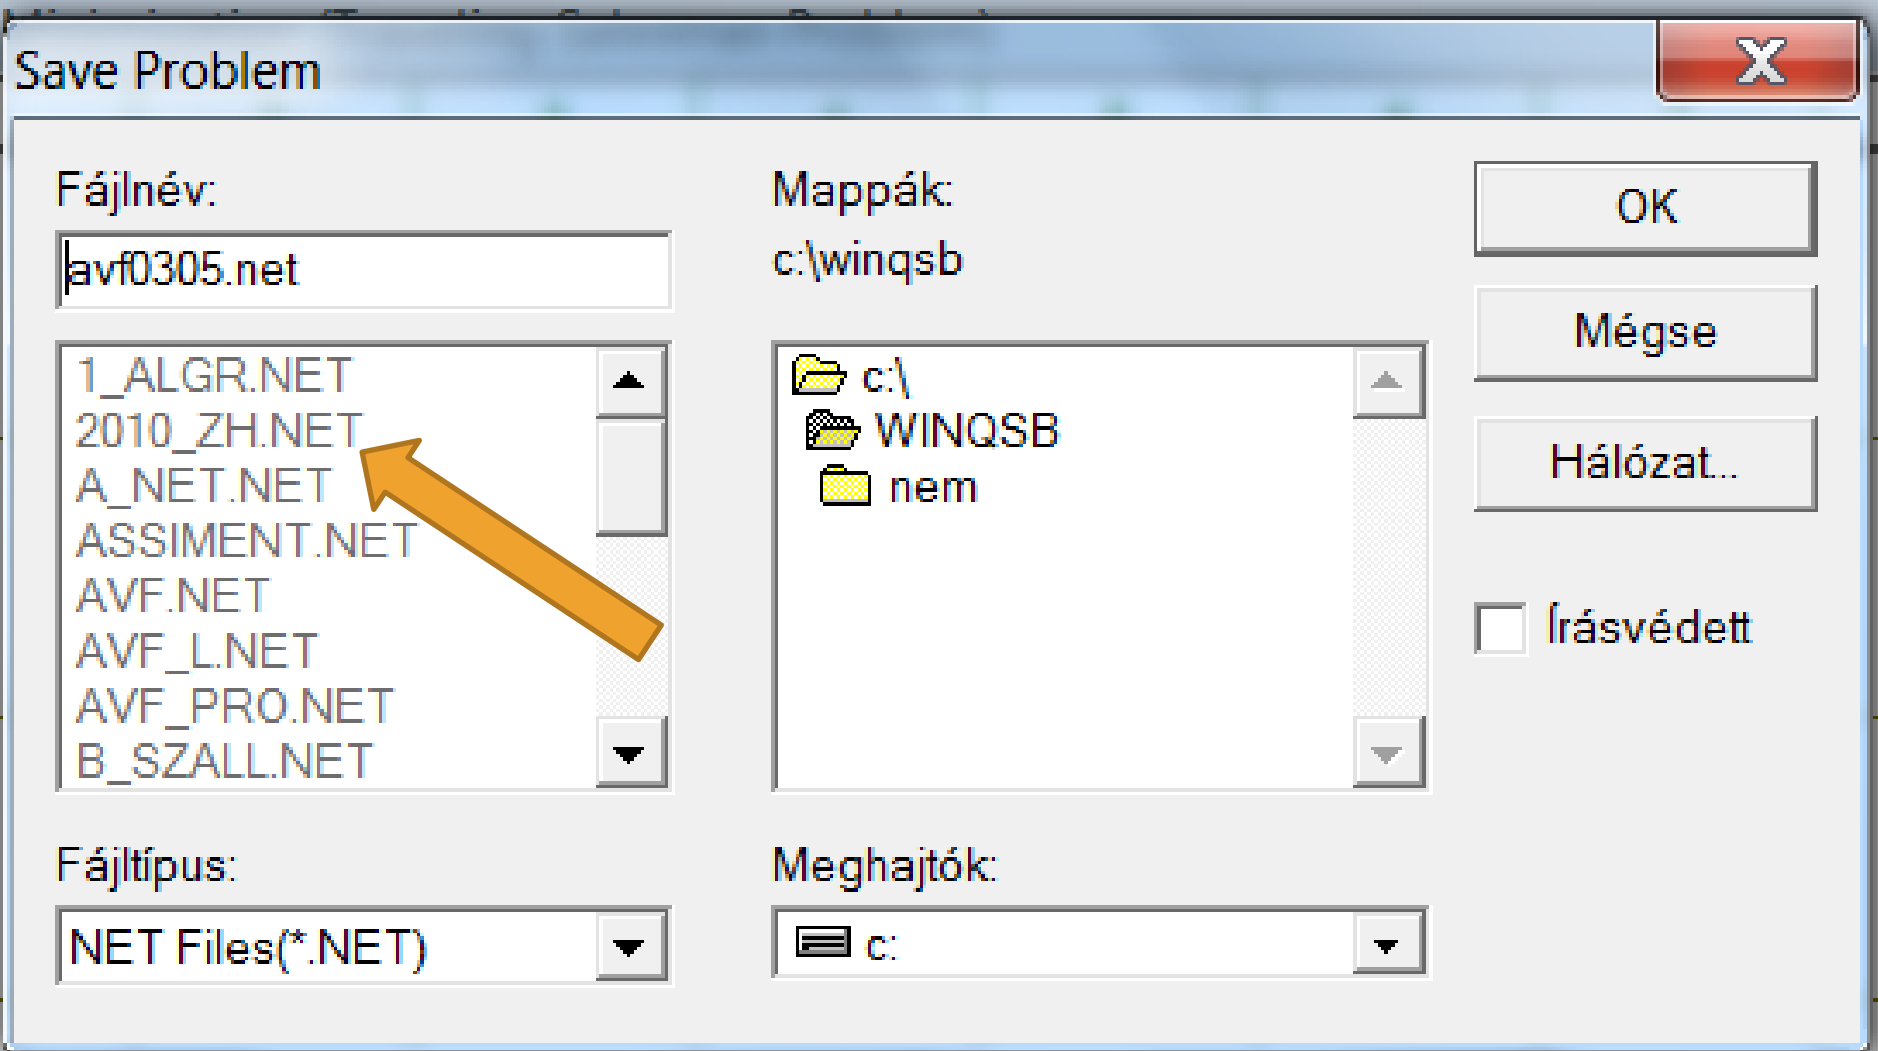 Save Problem
Fájlnév:
avf0305.net
1_ALGR.NET
2010_ZH.NET
A_NET.NET
ASSIMENT.NET
AVF.NET
AVF_L.NET
AVF_PRO.NET
B_SZALL.NET
Fájltípus:
NET Files(*.NET)
Mappák:
c:\winqsb
c:\
WINQSB
nem
Meghajtók:
c:
OK
Mégse
Hálózat...
Írásvédett